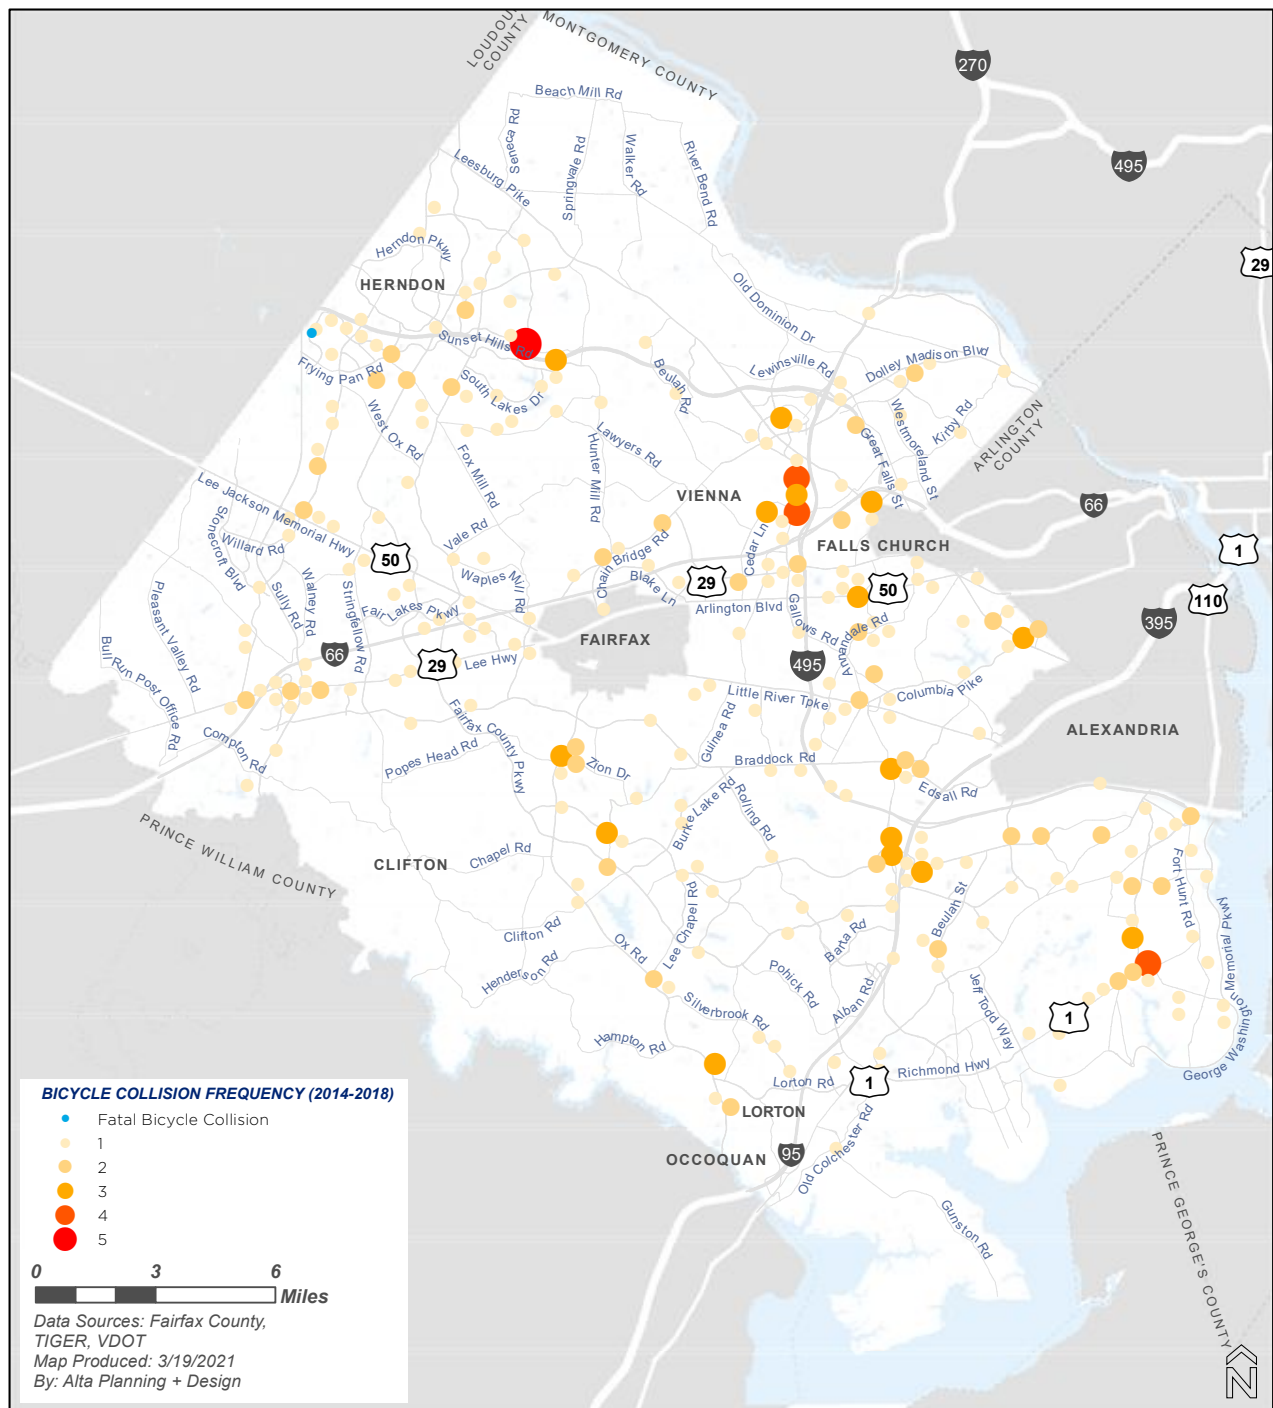 LOUDOUN
COUNTY
MONTGOMERY COUNTY
270
495
29
Beach Mill Rd
Seneca Rd
Springvale Rd
Walker Rd
River Bend Rd
Leesburg Pike
Herndon Pkwy
HERNDON
Old Dominion Dr
Sunset Hills Rd
Frying Pan Rd
South Lakes Dr
Beulah Rd
Lewinsville Rd
Dolley Madison Blvd
West Ox Rd
Westmoreland St
Kirby Rd
Great Falls St
ARLINGTON
COUNTY
Lawyers Rd
Hunter Mill Rd
Fox Mill Rd
VIENNA
66
Lee Jackson Memorial Hwy
Stonecroft Blvd
Willard Rd
Vale Rd
Chain Bridge Rd
Cedar Ln
FALLS CHURCH
1
50
29
50
110
395
Waples Mill Rd
Blake Ln
Pleasant Valley Rd
Sully Rd
Walney Rd
Stringfellow Rd
Fair Lakes Pkwy
Arlington Blvd
Gallows Rd
Annandale Rd
FAIRFAX
Bull Run Post Office Rd
66
29
Lee Hwy
495
Little River Tpke
Columbia Pike
ALEXANDRIA
Compton Rd
Fairfax County Pkwy
Guinea Rd
Popes Head Rd
Zion Dr
Braddock Rd
Edsall Rd
Burke Lake Rd
Rolling Rd
PRINCE WILLIAM COUNTY
CLIFTON
Chapel Rd
Fort Hunt Rd
Lee Chapel Rd
Beulah St
Clifton Rd
Ox Rd
Barta Rd
George Washington Memorial Pkwy
Henderson Rd
Pohick Rd
Alban Rd
Jeff Todd Way
Silverbrook Rd
1
Hampton Rd
Lorton Rd
1
Richmond Hwy
LORTON
OCCOQUAN
95
Old Colchester Rd
Gunston Rd
PRINCE GEORGE'S COUNTY
BICYCLE COLLISION FREQUENCY (2014-2018)
Fatal Bicycle Collision
1
2
3
4
5
0 3 6
Miles
Data Sources: Fairfax County,
TIGER, VDOT
Map Produced: 3/19/2021
By: Alta Planning + Design
N